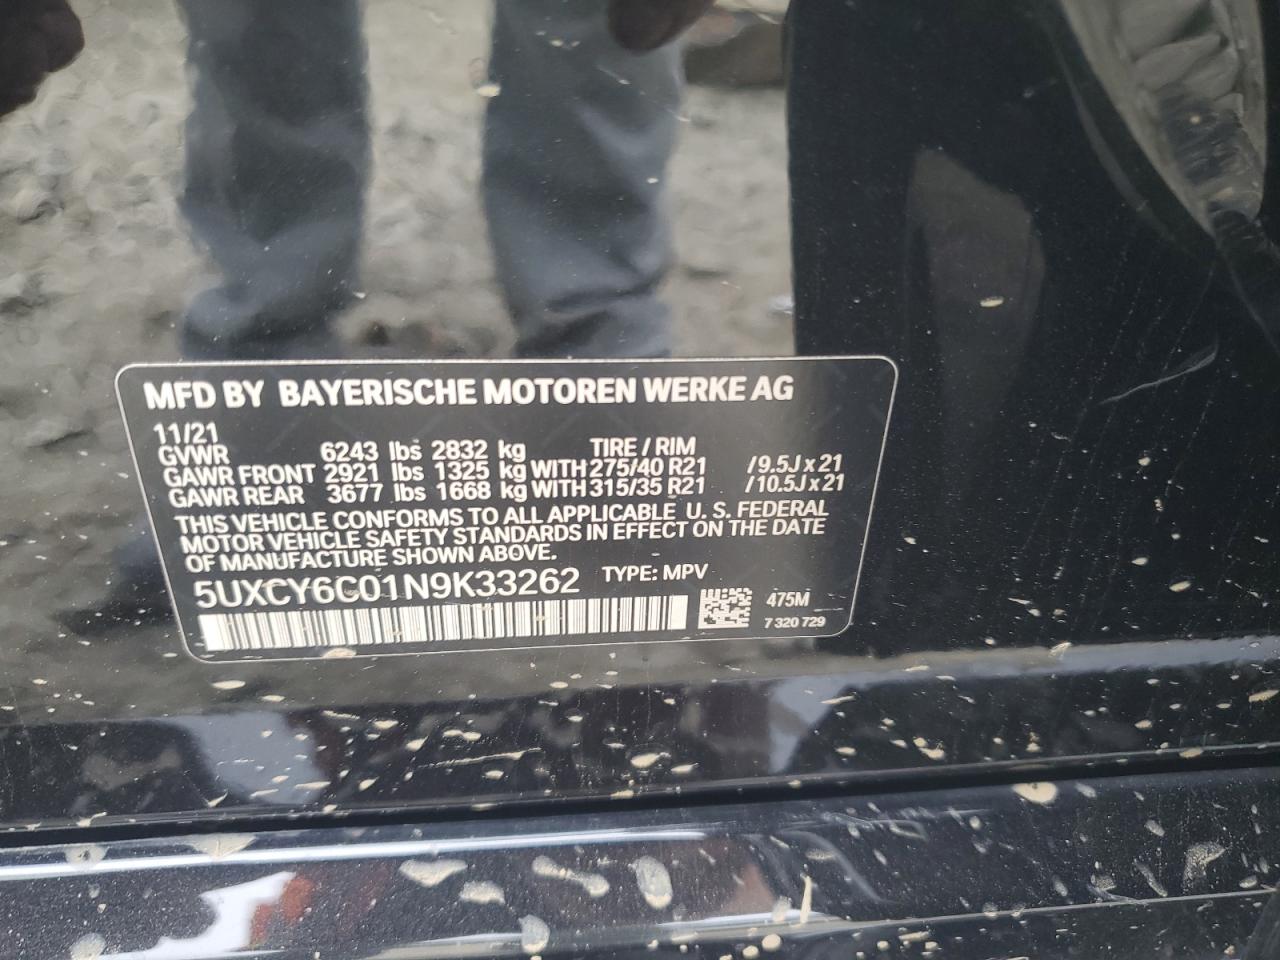 MFD BY BAYERISCHE MOTOREN WERKE AG
11/21
GVWR 6243 lbs 2832 kg TIRE / RIM
GAWR FRONT 2921 lbs 1325 kg WITH 275/40 R21 /9.5J x 21
GAWR REAR 3677 lbs 1668 kg WITH 315/35 R21 /10.5J x 21
THIS VEHICLE CONFORMS TO ALL APPLICABLE U. S. FEDERAL
MOTOR VEHICLE SAFETY STANDARDS IN EFFECT ON THE DATE
OF MANUFACTURE SHOWN ABOVE.
5UXCY6C01N9K33262 TYPE: MPV
475M
7 320 729